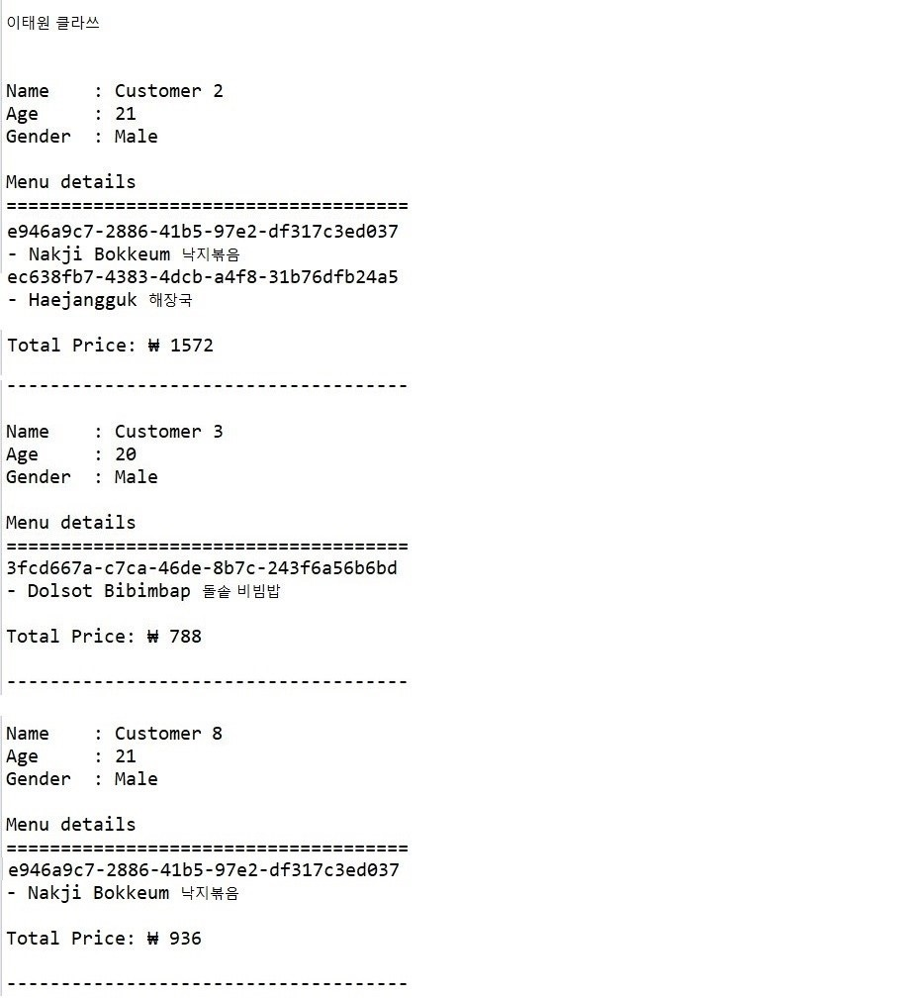 이태원 클라쓰
Name    : Customer 2
Age     : 21
Gender  : Male
Menu details
=====================================
e946a9c7-2886-41b5-97e2-df317c3ed037
- Nakji Bokkeum 낙지볶음
ec638fb7-4383-4dcb-a4f8-31b76dfb24a5
- Haejangguk 해장국
Total Price: ₩ 1572
-------------------------------------
Name    : Customer 3
Age     : 20
Gender  : Male
Menu details
=====================================
3fcd667a-c7ca-46de-8b7c-243f6a56b6bd
- Dolsot Bibimbap 돌솥 비빔밥
Total Price: ₩ 788
-------------------------------------
Name    : Customer 8
Age     : 21
Gender  : Male
Menu details
=====================================
e946a9c7-2886-41b5-97e2-df317c3ed037
- Nakji Bokkeum 낙지볶음
Total Price: ₩ 936
-------------------------------------